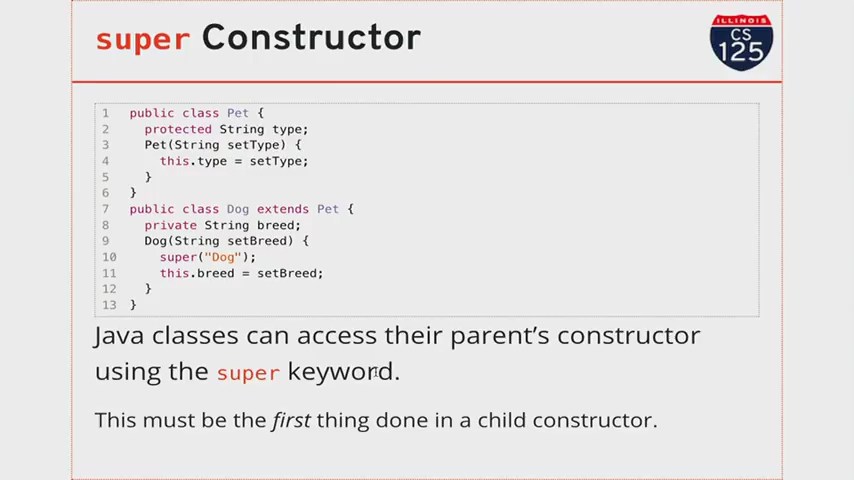 super Constructor
ILLINOIS
CS
125
1 public class Pet {
2 protected String type;
3 Pet(String setType) {
4 this.type = setType;
5 }
6 }
7 public class Dog extends Pet {
8 private String breed;
9 Dog(String setBreed) {
10 super("Dog");
11 this.breed = setBreed;
12 }
13 }
Java classes can access their parent’s constructor
using the super keyword.
This must be the first thing done in a child constructor.